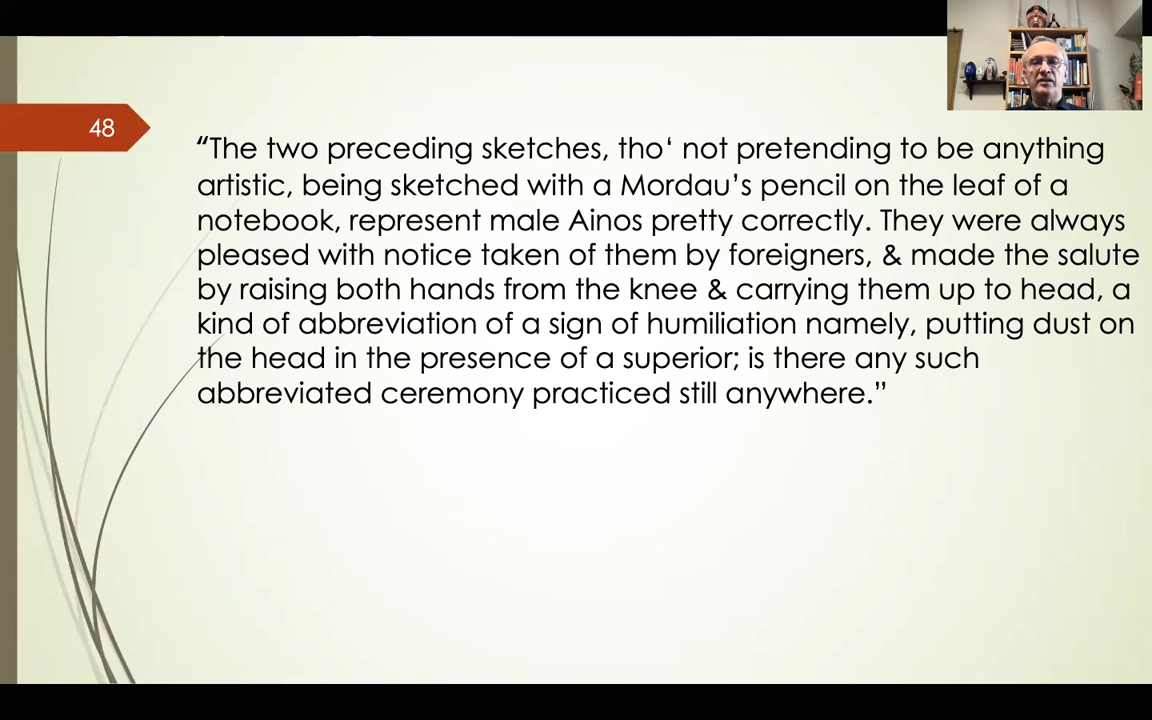 48
“The two preceding sketches, tho‘ not pretending to be anything
artistic, being sketched with a Mordau’s pencil on the leaf of a
notebook, represent male Ainos pretty correctly. They were always
pleased with notice taken of them by foreigners, & made the salute
by raising both hands from the knee & carrying them up to head, a
kind of abbreviation of a sign of humiliation namely, putting dust on
the head in the presence of a superior; is there any such
abbreviated ceremony practiced still anywhere.”